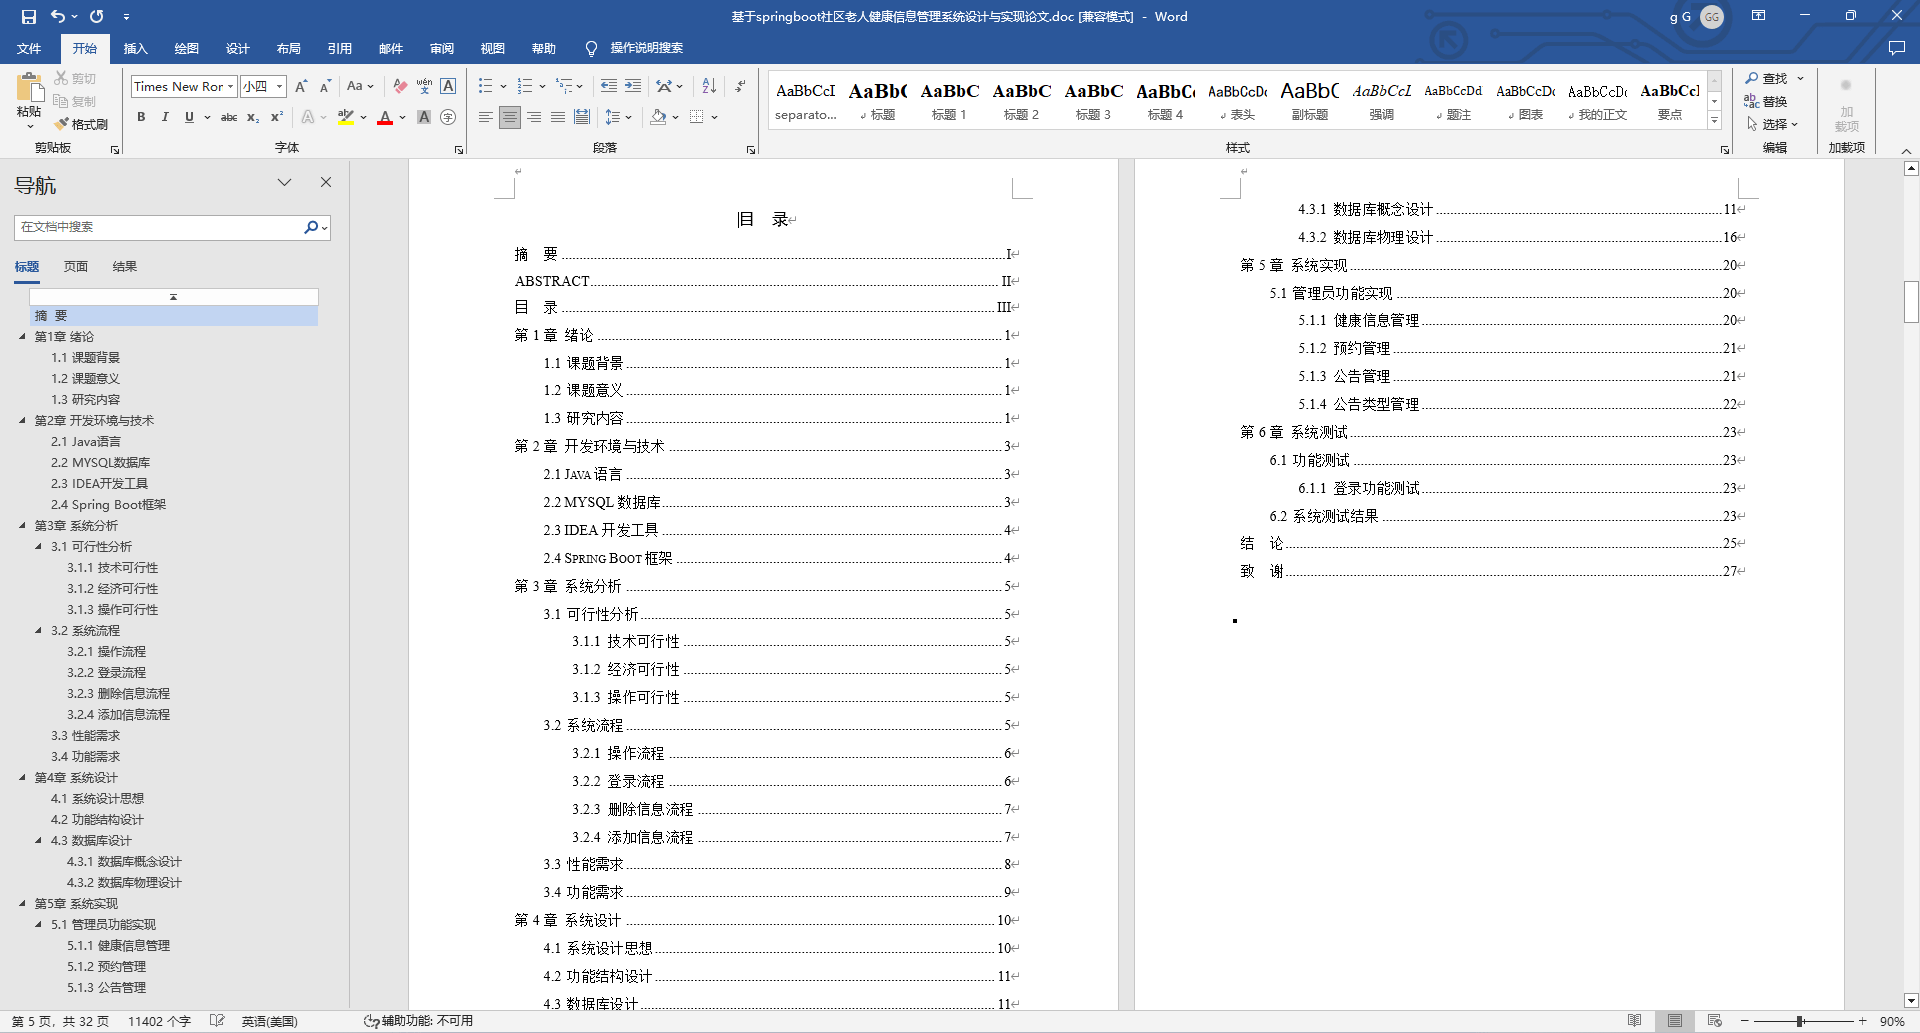 基于springboot社区老人健康信息管理系统设计与实现论文.doc [兼容模式] - Word
g G
GG
文件 开始 插入 绘图 设计 布局 引用 邮件 审阅 视图 帮助 操作说明搜索
粘贴 剪切
复制
格式刷
Times New Ror 小四
AaBbCcI AaBb( AaBbC AaBbC AaBbC AaBbCc AaBbCcDc AaBbC AaBbCcL AaBbCcDd AaBbCcDc AaBbCcDc AaBbCc
separato... 标题 标题 1 标题 2 标题 3 标题 4 表头 副标题 强调 题注 图表 我的正文 要点
查找
替换
选择
加载项
剪贴板 字体 段落 样式 编辑 加载项
导航
在文档中搜索
标题 页面 结果
摘 要
第1章 绪论
1.1 课题背景
1.2 课题意义
1.3 研究内容
第2章 开发环境与技术
2.1 Java语言
2.2 MYSQL数据库
2.3 IDEA开发工具
2.4 Spring Boot框架
第3章 系统分析
3.1 可行性分析
3.1.1 技术可行性
3.1.2 经济可行性
3.1.3 操作可行性
3.2 系统流程
3.2.1 操作流程
3.2.2 登录流程
3.2.3 删除信息流程
3.2.4 添加信息流程
3.3 性能需求
3.4 功能需求
第4章 系统设计
4.1 系统设计思想
4.2 功能结构设计
4.3 数据库设计
4.3.1 数据库概念设计
4.3.2 数据库物理设计
第5章 系统实现
5.1 管理员功能实现
5.1.1 健康信息管理
5.1.2 预约管理
5.1.3 公告管理
目 录
摘 要 I
ABSTRACT II
目 录 III
第 1 章 绪论 1
1.1 课题背景 1
1.2 课题意义 1
1.3 研究内容 1
第 2 章 开发环境与技术 3
2.1 JAVA 语言 3
2.2 MYSQL 数据库 3
2.3 IDEA 开发工具 4
2.4 SPRING BOOT 框架 4
第 3 章 系统分析 5
3.1 可行性分析 5
3.1.1 技术可行性 5
3.1.2 经济可行性 5
3.1.3 操作可行性 5
3.2 系统流程 5
3.2.1 操作流程 6
3.2.2 登录流程 6
3.2.3 删除信息流程 7
3.2.4 添加信息流程 7
3.3 性能需求 8
3.4 功能需求 9
第 4 章 系统设计 10
4.1 系统设计思想 10
4.2 功能结构设计 11
4.3 数据库设计 11
4.3.1 数据库概念设计 11
4.3.2 数据库物理设计 16
第 5 章 系统实现 20
5.1 管理员功能实现 20
5.1.1 健康信息管理 20
5.1.2 预约管理 21
5.1.3 公告管理 21
5.1.4 公告类型管理 22
第 6 章 系统测试 23
6.1 功能测试 23
6.1.1 登录功能测试 23
6.2 系统测试结果 23
结 论 25
致 谢 27
第 5 页，共 32 页 11402 个字 英语(美国) 辅助功能: 不可用 90%